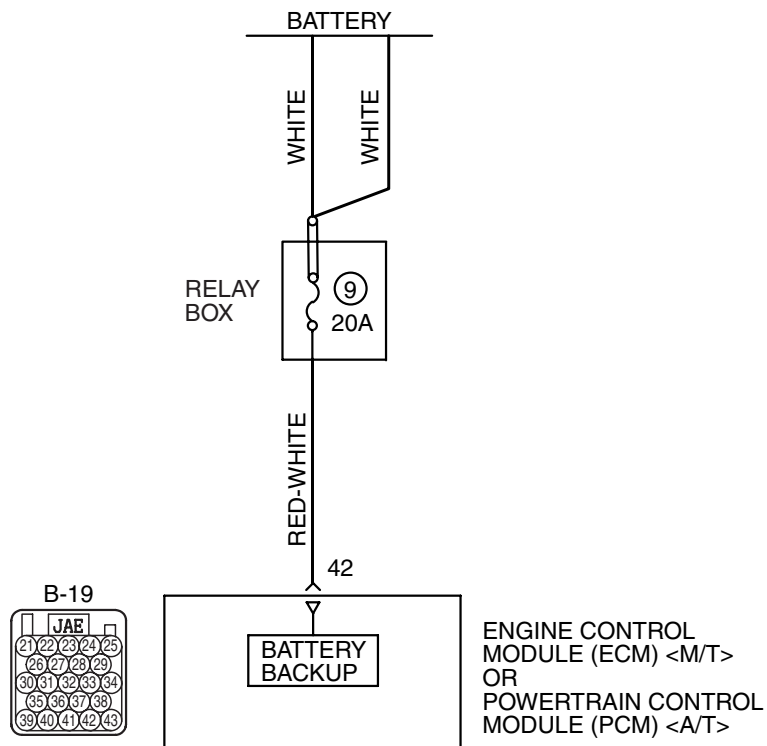 BATTERY
WHITE
WHITE
RELAY
BOX
9
20A
RED-WHITE
42
B-19
JAE
21 22 23 24 25
26 27 28 29
30 31 32 33 34
35 36 37 38
39 40 41 42 43
BATTERY
BACKUP
ENGINE CONTROL
MODULE (ECM) <M/T>
OR
POWERTRAIN CONTROL
MODULE (PCM) <A/T>